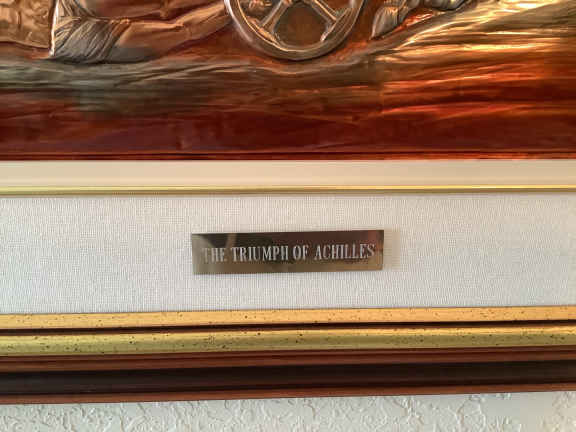 THE TRIUMPH OF ACHILLES